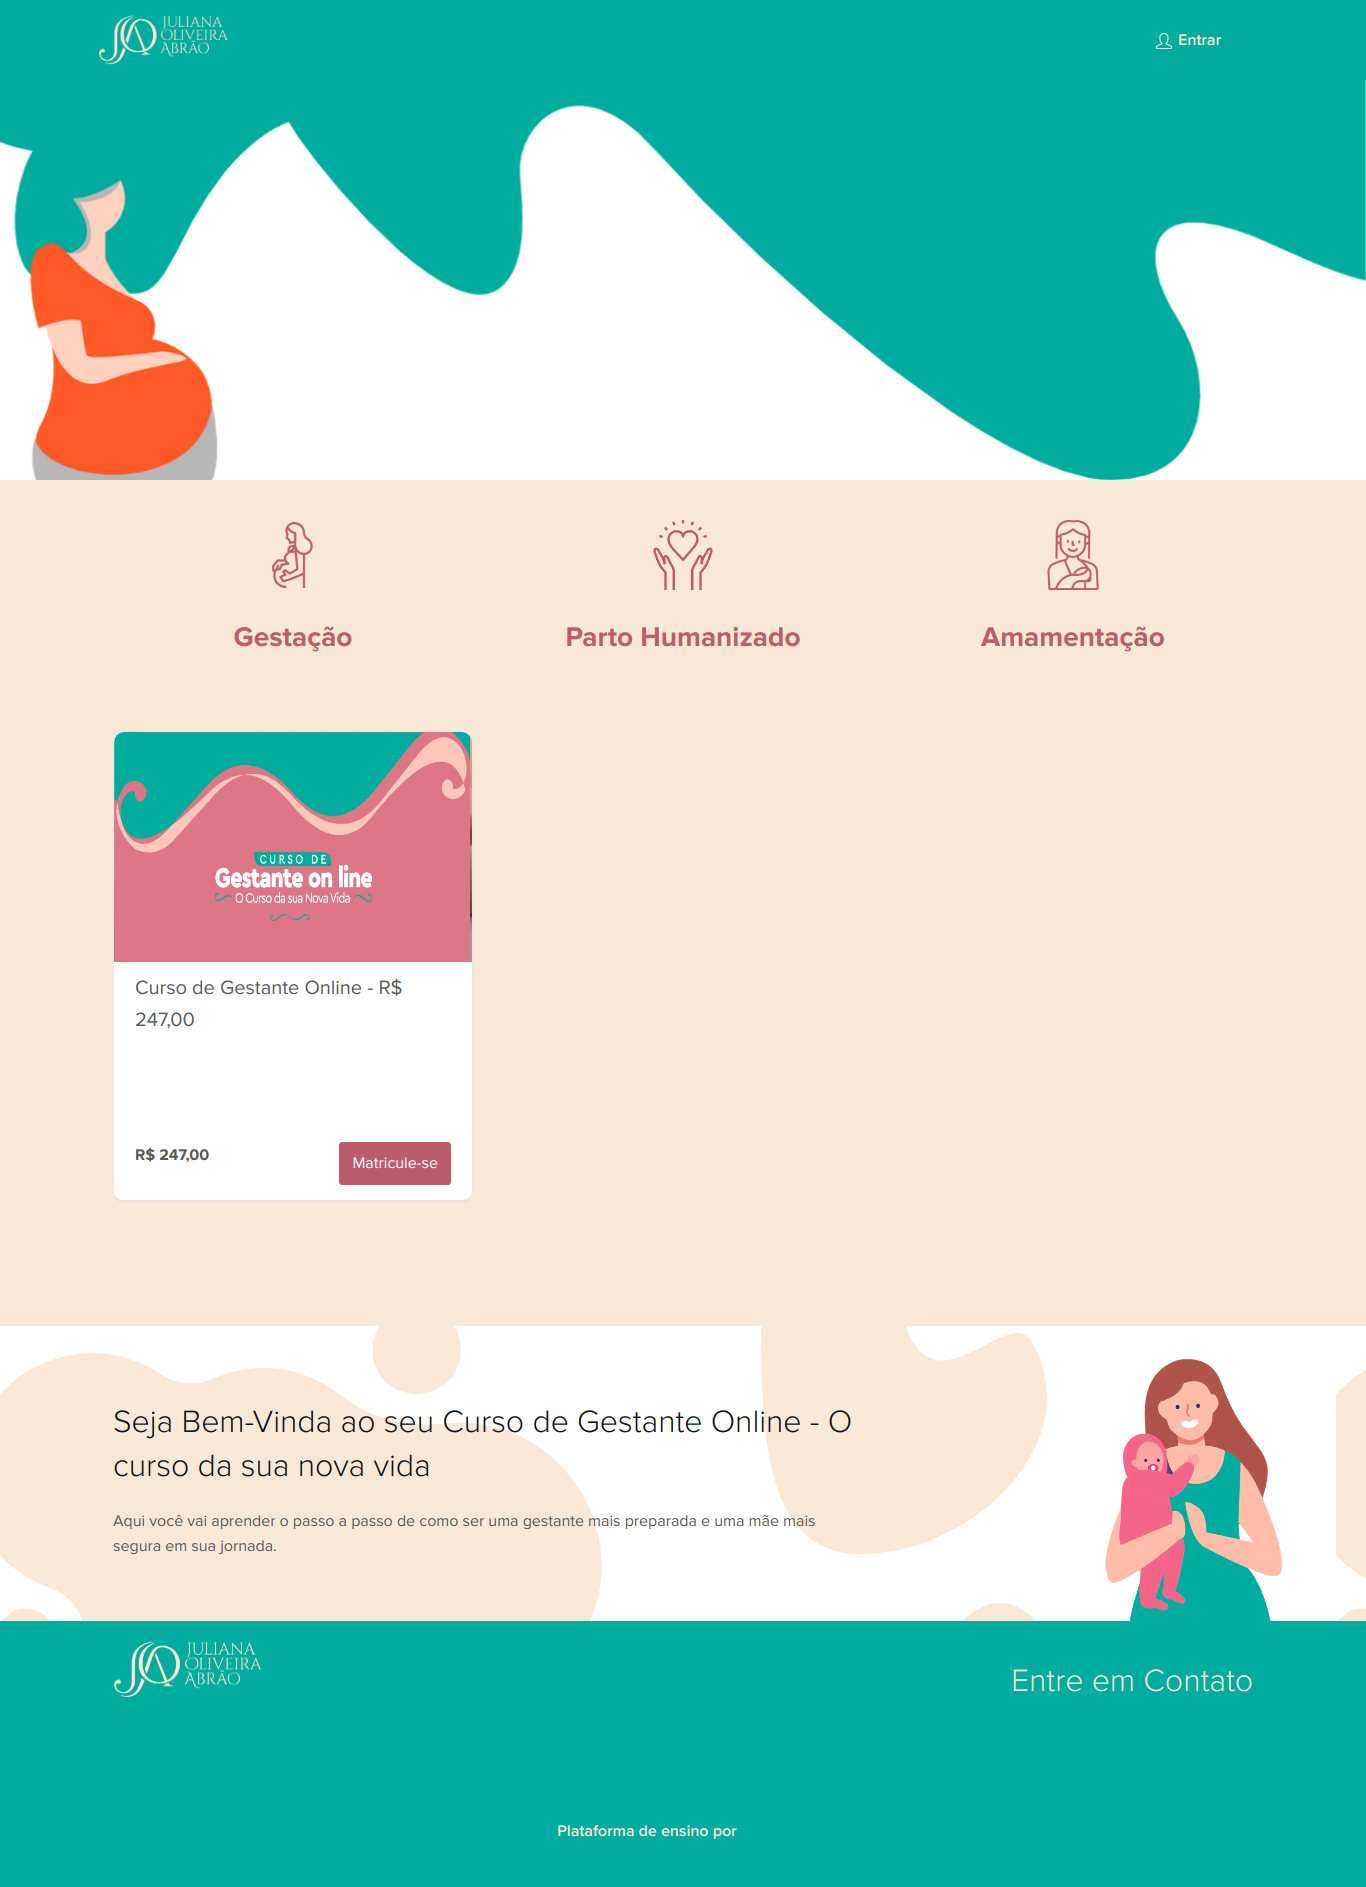 JULIANA
OLIVEIRA
ABRÃO
Entrar
Gestação
Parto Humanizado
Amamentação
CURSO DE
Gestante on line
O Curso da sua Nova Vida
Curso de Gestante Online - R$
247,00
R$ 247,00
Matricule-se
Seja Bem-Vinda ao seu Curso de Gestante Online - O
curso da sua nova vida
Aqui você vai aprender o passo a passo de como ser uma gestante mais preparada e uma mãe mais
segura em sua jornada.
JULIANA
OLIVEIRA
ABRÃO
Entre em Contato
Plataforma de ensino por